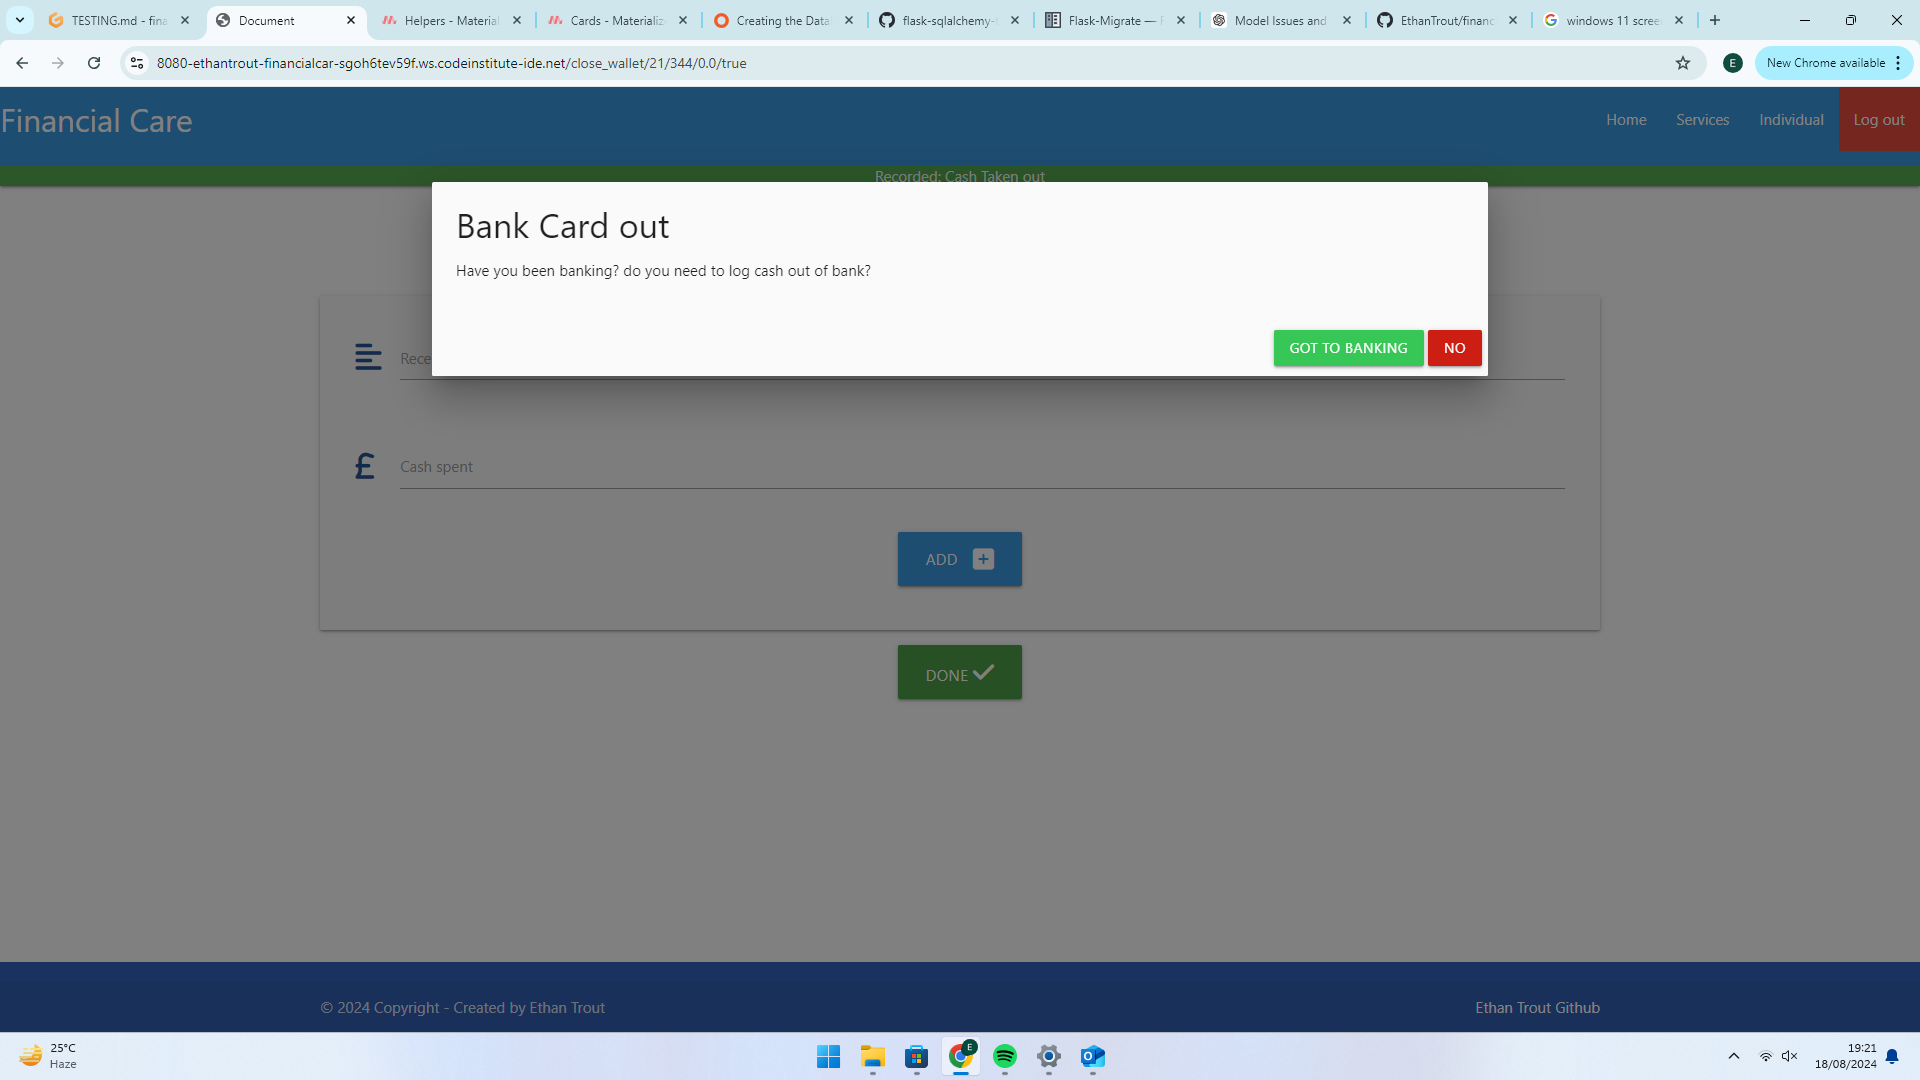 TESTING.md - fina
Document
Helpers - Material
Cards - Materializ
Creating the Data
flask-sqlalchemy-
Flask-Migrate —
Model Issues and
EthanTrout/financ
windows 11 scree
8080-ethantrout-financialcar-sgoh6tev59f.ws.codeinstitute-ide.net/close_wallet/21/344/0.0/true
E
New Chrome available
Financial Care
Home
Services
Individual
Log out
Recorded: Cash Taken out
Bank Card out
Have you been banking? do you need to log cash out of bank?
GOT TO BANKING
NO
Rece
£
Cash spent
ADD
DONE
© 2024 Copyright - Created by Ethan Trout
Ethan Trout Github
25°C
Haze
E
19:21
18/08/2024